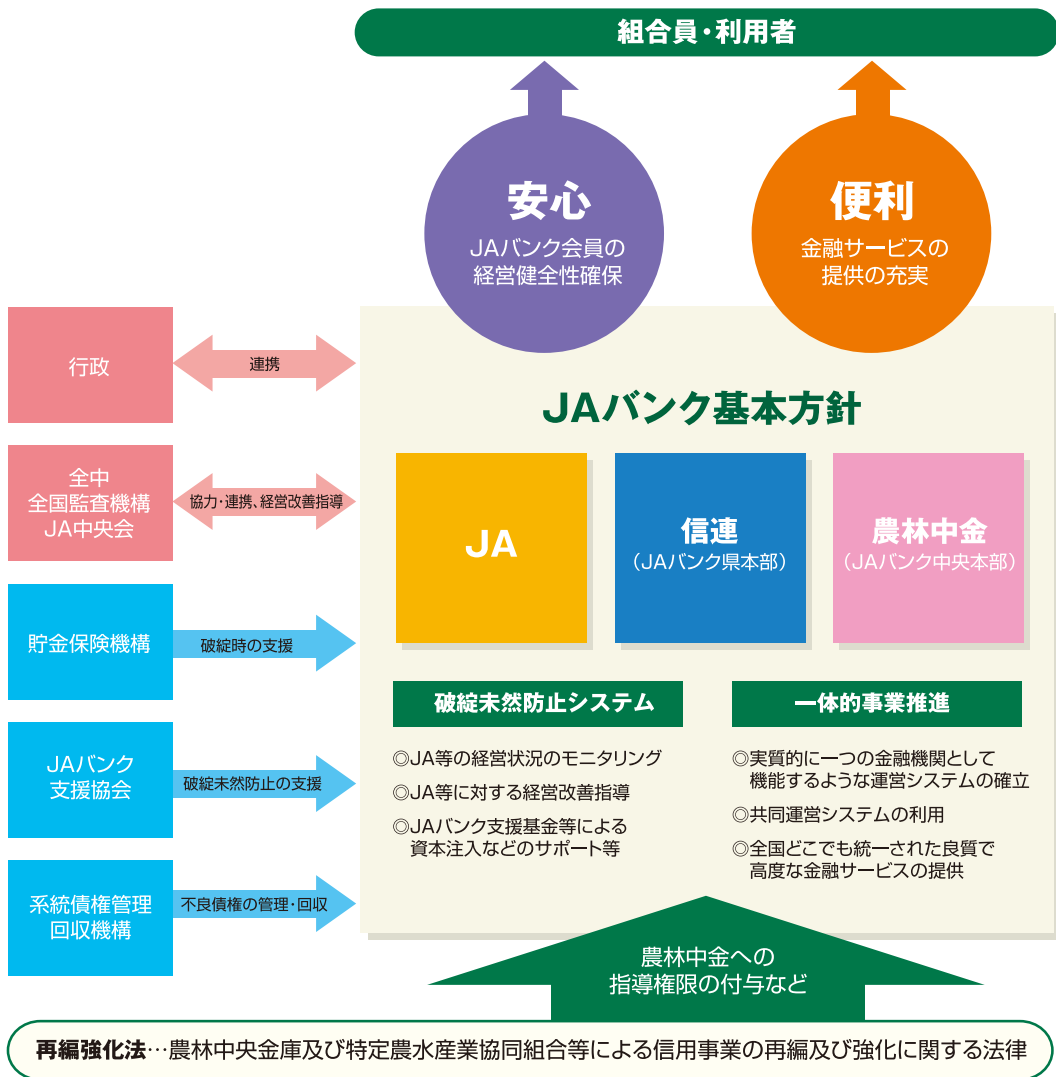 組合員・利用者
安心
JAバンク会員の
経営健全性確保
便利
金融サービスの
提供の充実
行政
連携
全中
全国監査機構
JA中央会
協力・連携、経営改善指導
貯金保険機構
破綻時の支援
JAバンク
支援協会
破綻未然防止の支援
系統債権管理
回収機構
不良債権の管理・回収
JAバンク基本方針
JA
信連
（JAバンク県本部）
農林中金
（JAバンク中央本部）
破綻未然防止システム
◎JA等の経営状況のモニタリング
◎JA等に対する経営改善指導
◎JAバンク支援基金等による
資本注入などのサポート等
一体的事業推進
◎実質的に一つの金融機関として
機能するような運営システムの確立
◎共同運営システムの利用
◎全国どこでも統一された良質で
高度な金融サービスの提供
農林中金への
指導権限の付与など
再編強化法…農林中央金庫及び特定農水産業協同組合等による信用事業の再編及び強化に関する法律